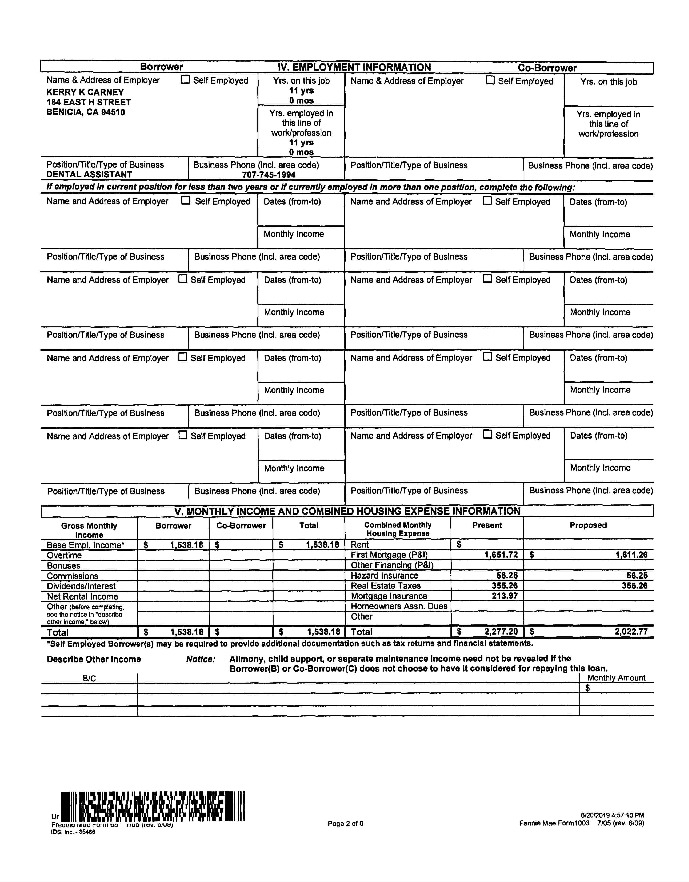 Borrower IV. EMPLOYMENT INFORMATION Co-Borrower
Name & Address of Employer Self Employed Yrs. on this job Name & Address of Employer Self Employed Yrs. on this job
KERRY K CARNEY 11 yrs
184 EAST H STREET 0 mos
BENICIA, CA 94510 Yrs. employed in this line of work/profession Yrs. employed in this line of work/profession
11 yrs
0 mos
Position/Title/Type of Business Business Phone (incl. area code) Position/Title/Type of Business Business Phone (incl. area code)
DENTAL ASSISTANT 707-745-1994
If employed in current position for less than two years or if currently employed in more than one position, complete the following:
Name and Address of Employer Self Employed Dates (from-to) Name and Address of Employer Self Employed Dates (from-to)
Monthly Income Monthly Income
Position/Title/Type of Business Business Phone (incl. area code) Position/Title/Type of Business Business Phone (incl. area code)
Name and Address of Employer Self Employed Dates (from-to) Name and Address of Employer Self Employed Dates (from-to)
Monthly Income Monthly Income
Position/Title/Type of Business Business Phone (incl. area code) Position/Title/Type of Business Business Phone (incl. area code)
Name and Address of Employer Self Employed Dates (from-to) Name and Address of Employer Self Employed Dates (from-to)
Monthly Income Monthly Income
Position/Title/Type of Business Business Phone (incl. area code) Position/Title/Type of Business Business Phone (incl. area code)
Name and Address of Employer Self Employed Dates (from-to) Name and Address of Employer Self Employed Dates (from-to)
Monthly Income Monthly Income
Position/Title/Type of Business Business Phone (incl. area code) Position/Title/Type of Business Business Phone (incl. area code)
V. MONTHLY INCOME AND COMBINED HOUSING EXPENSE INFORMATION
Gross Monthly Income Borrower Co-Borrower Total Combined Monthly Housing Expense Present Proposed
Base Empl. Income* $ 1,538.18 $ $ 1,538.18 Rent $
Overtime First Mortgage (P&I) 1,651.72 $ 1,611.26
Bonuses Other Financing (P&I)
Commissions Hazard Insurance 56.25 56.25
Dividends/Interest Real Estate Taxes 355.26 355.26
Net Rental Income Mortgage Insurance 213.97
Other (before completing, see the notice in "describe other income," below) Homeowners Assn. Dues
Other
Total $ 1,538.18 $ $ 1,538.18 Total $ 2,277.20 $ 2,022.77
*Self Employed Borrower(s) may be required to provide additional documentation such as tax returns and financial statements.
Describe Other Income Notice: Alimony, child support, or separate maintenance income need not be revealed if the
Borrower(B) or Co-Borrower(C) does not choose to have it considered for repaying this loan.
B/C Monthly Amount
$
Page 2 of
Fannie Mae Form1003 7/05 (rev. 6/09)
IDS, Inc.-